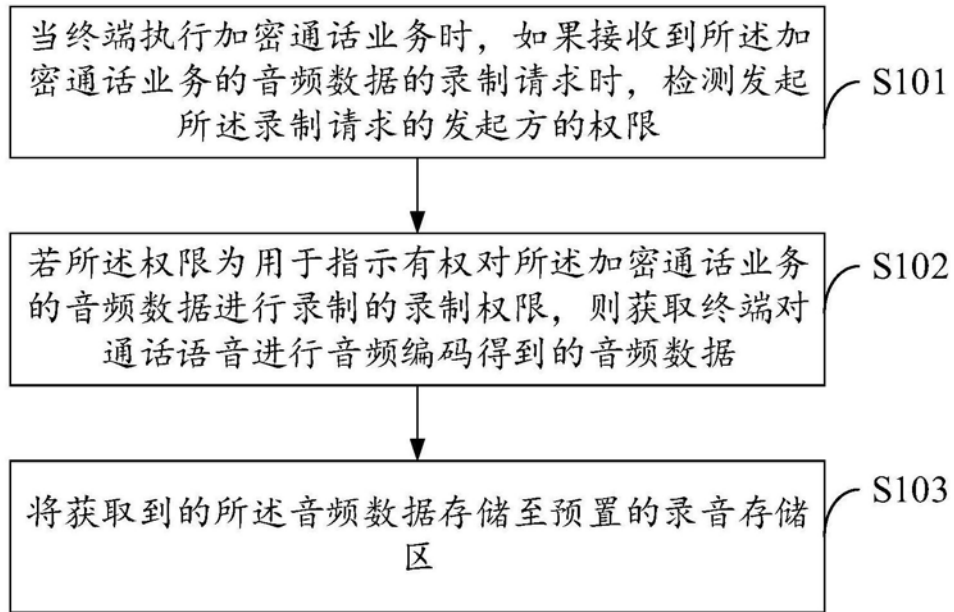 当终端执行加密通话业务时，如果接收到所述加
密通话业务的音频数据的录制请求时，检测发起
所述录制请求的发起方的权限
S101
若所述权限为用于指示有权对所述加密通话业务
的音频数据进行录制的录制权限，则获取终端对
通话语音进行音频编码得到的音频数据
S102
将获取到的所述音频数据存储至预置的录音存储
区
S103